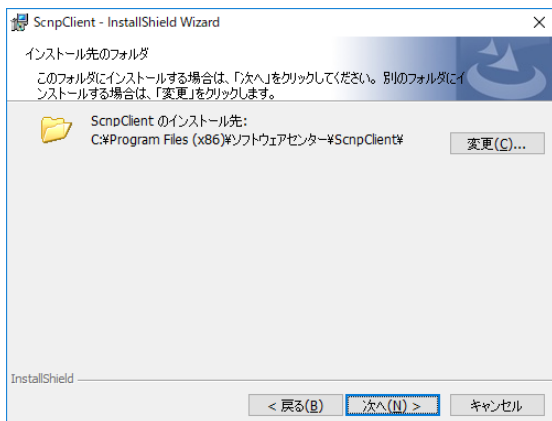 ScnpClient - InstallShield Wizard
インストール先のフォルダ
このフォルダにインストールする場合は、「次へ」をクリックしてください。別のフォルダにイ
ンストールする場合は、「変更」をクリックします。
ScnpClient のインストール先:
C:¥Program Files (x86)¥ソフトウェアセンター¥ScnpClient¥
変更(C)...
InstallShield
< 戻る(B)
次へ(N) >
キャンセル